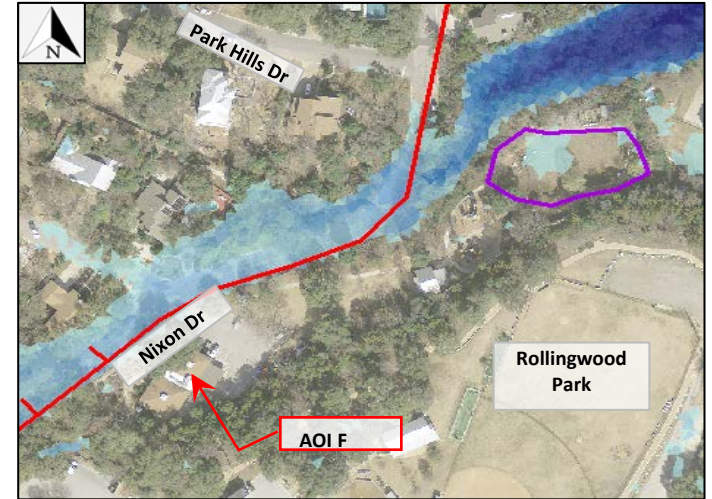 N
Park Hills Dr
Nixon Dr
Rollingwood
Park
AOI F